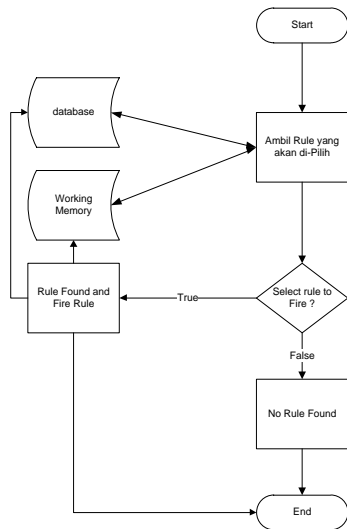 Start
database
Ambil Rule yang
akan di-Pilih
Working
Memory
Rule Found and
Fire Rule
True
Select rule to
Fire ?
False
No Rule Found
End